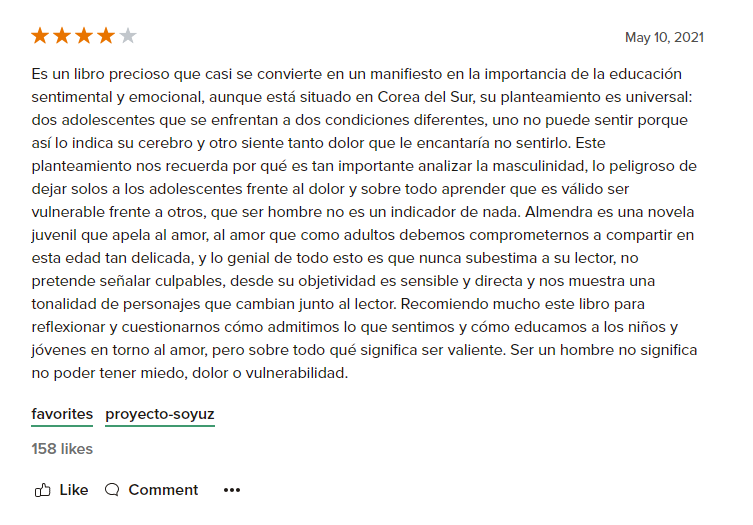 May 10, 2021
Es un libro precioso que casi se convierte en un manifiesto en la importancia de la educación
sentimental y emocional, aunque está situado en Corea del Sur, su planteamiento es universal:
dos adolescentes que se enfrentan a dos condiciones diferentes, uno no puede sentir porque
así lo indica su cerebro y otro siente tanto dolor que le encantaría no sentirlo. Este
planteamiento nos recuerda por qué es tan importante analizar la masculinidad, lo peligroso de
dejar solos a los adolescentes frente al dolor y sobre todo aprender que es válido ser
vulnerable frente a otros, que ser hombre no es un indicador de nada. Almendra es una novela
juvenil que apela al amor, al amor que como adultos debemos comprometernos a compartir en
esta edad tan delicada, y lo genial de todo esto es que nunca subestima a su lector, no
pretende señalar culpables, desde su objetividad es sensible y directa y nos muestra una
tonalidad de personajes que cambian junto al lector. Recomiendo mucho este libro para
reflexionar y cuestionarnos cómo admitimos lo que sentimos y cómo educamos a los niños y
jóvenes en torno al amor, pero sobre todo qué significa ser valiente. Ser un hombre no significa
no poder tener miedo, dolor o vulnerabilidad.
favorites proyecto-soyuz
158 likes
Like Comment